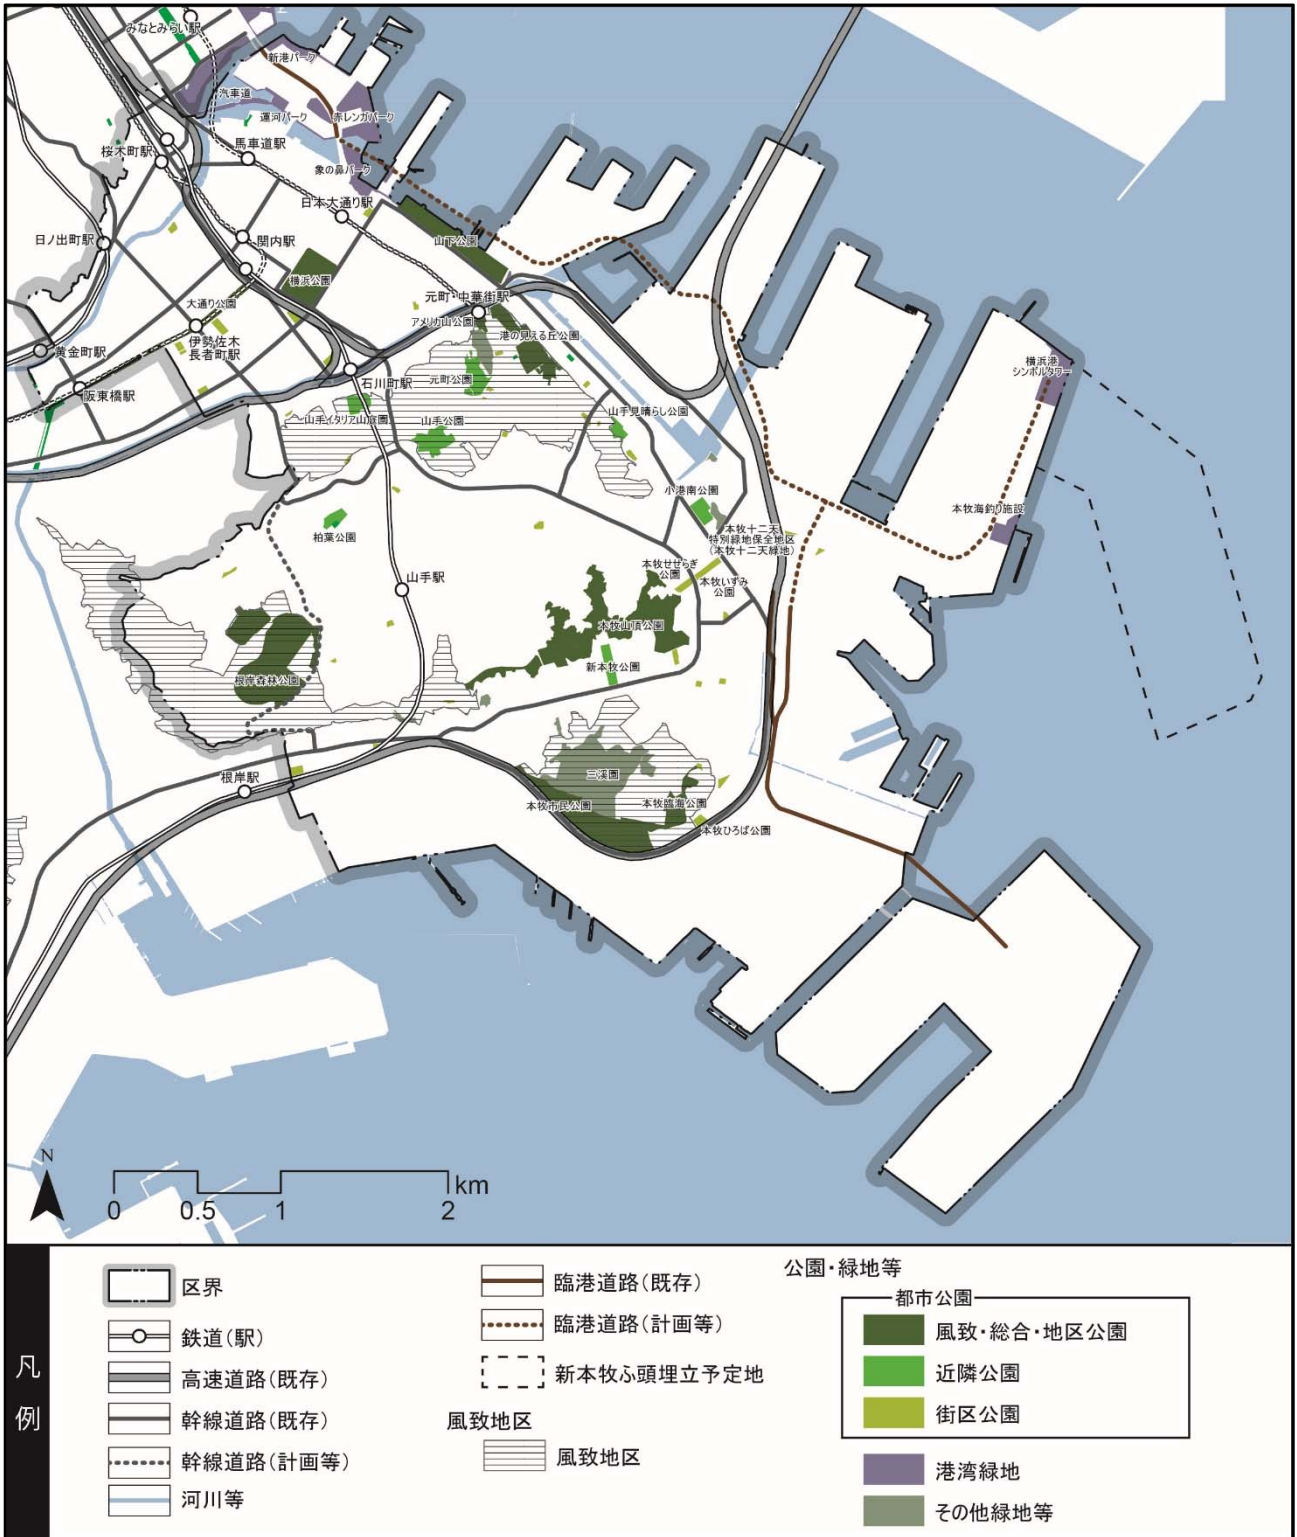 みなとみらい駅
新港パーク
汽車道
運河パーク
赤レンガパーク
桜木町駅
馬車道駅
象の鼻パーク
日本大通り駅
日ノ出町駅
関内駅
山下公園
横浜公園
大通り公園
元町・中華街駅
アメリカ山公園
港の見える丘公園
伊勢佐木
長者町駅
黄金町駅
阪東橋駅
石川町駅
元町公園
横浜港
シンボルタワー
山手イタリア山庭園
山手公園
山手見晴らし公園
小港南公園
本牧海釣り施設
柏葉公園
本牧十二天
特別緑地保全地区
(本牧十二天緑地)
本牧せせらぎ
公園
本牧いずみ
公園
山手駅
本牧山頂公園
新本牧公園
根岸森林公園
三溪園
根岸駅
本牧市民公園
本牧臨海公園
本牧ひろば公園
N
0
0.5
1
2
km
凡
例
区界
鉄道(駅)
高速道路(既存)
幹線道路(既存)
幹線道路(計画等)
河川等
臨港道路(既存)
臨港道路(計画等)
新本牧ふ頭埋立予定地
風致地区
風致地区
公園・緑地等
都市公園
風致・総合・地区公園
近隣公園
街区公園
港湾緑地
その他緑地等